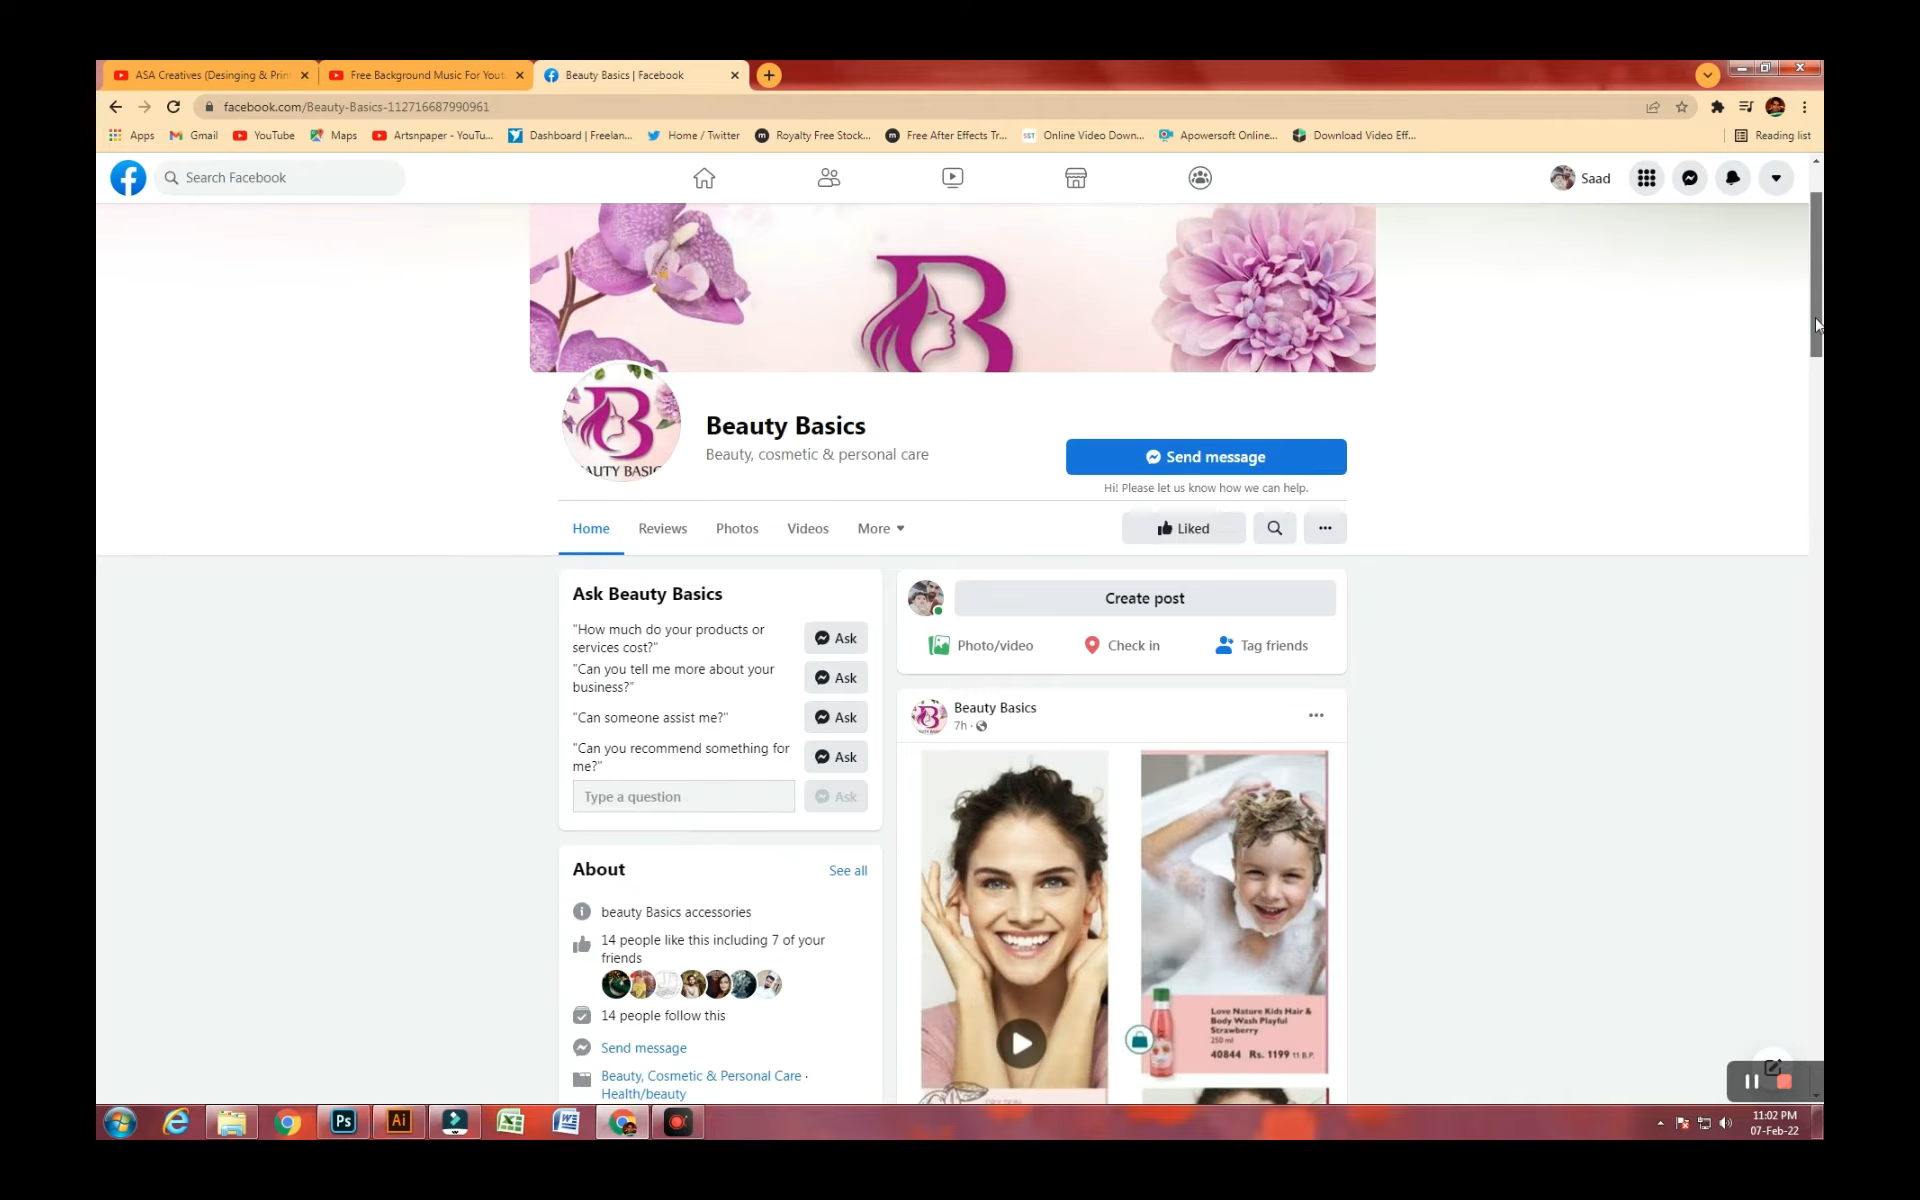 ASA Creatives (Desinging & Print
Free Background Music For Yout
Beauty Basics | Facebook
facebook.com/Beauty-Basics-112716687990961
Apps
Gmail
YouTube
Maps
Artsnpaper - YouTu...
Dashboard | Freelan...
Home / Twitter
Royalty Free Stock...
Free After Effects Tr...
Online Video Down...
Apowersoft Online...
Download Video Eff...
Reading list
Search Facebook
Saad
B
B
AUTY BASIC
Beauty Basics
Beauty, cosmetic & personal care
Send message
Hi! Please let us know how we can help.
Home
Reviews
Photos
Videos
More
Liked
Ask Beauty Basics
"How much do your products or
services cost?"
Ask
"Can you tell me more about your
business?"
Ask
"Can someone assist me?"
Ask
"Can you recommend something for
me?"
Ask
Type a question
Ask
About
See all
beauty Basics accessories
14 people like this including 7 of your
friends
14 people follow this
Send message
Beauty, Cosmetic & Personal Care ·
Health/beauty
Create post
Photo/video
Check in
Tag friends
Beauty Basics
7h ·
Love Nature Kids Hair &
Body Wash Playful
Strawberry
250 ml
40844 Rs. 1199 11 B.P.
Ps
Ai
11:02 PM
07-Feb-22